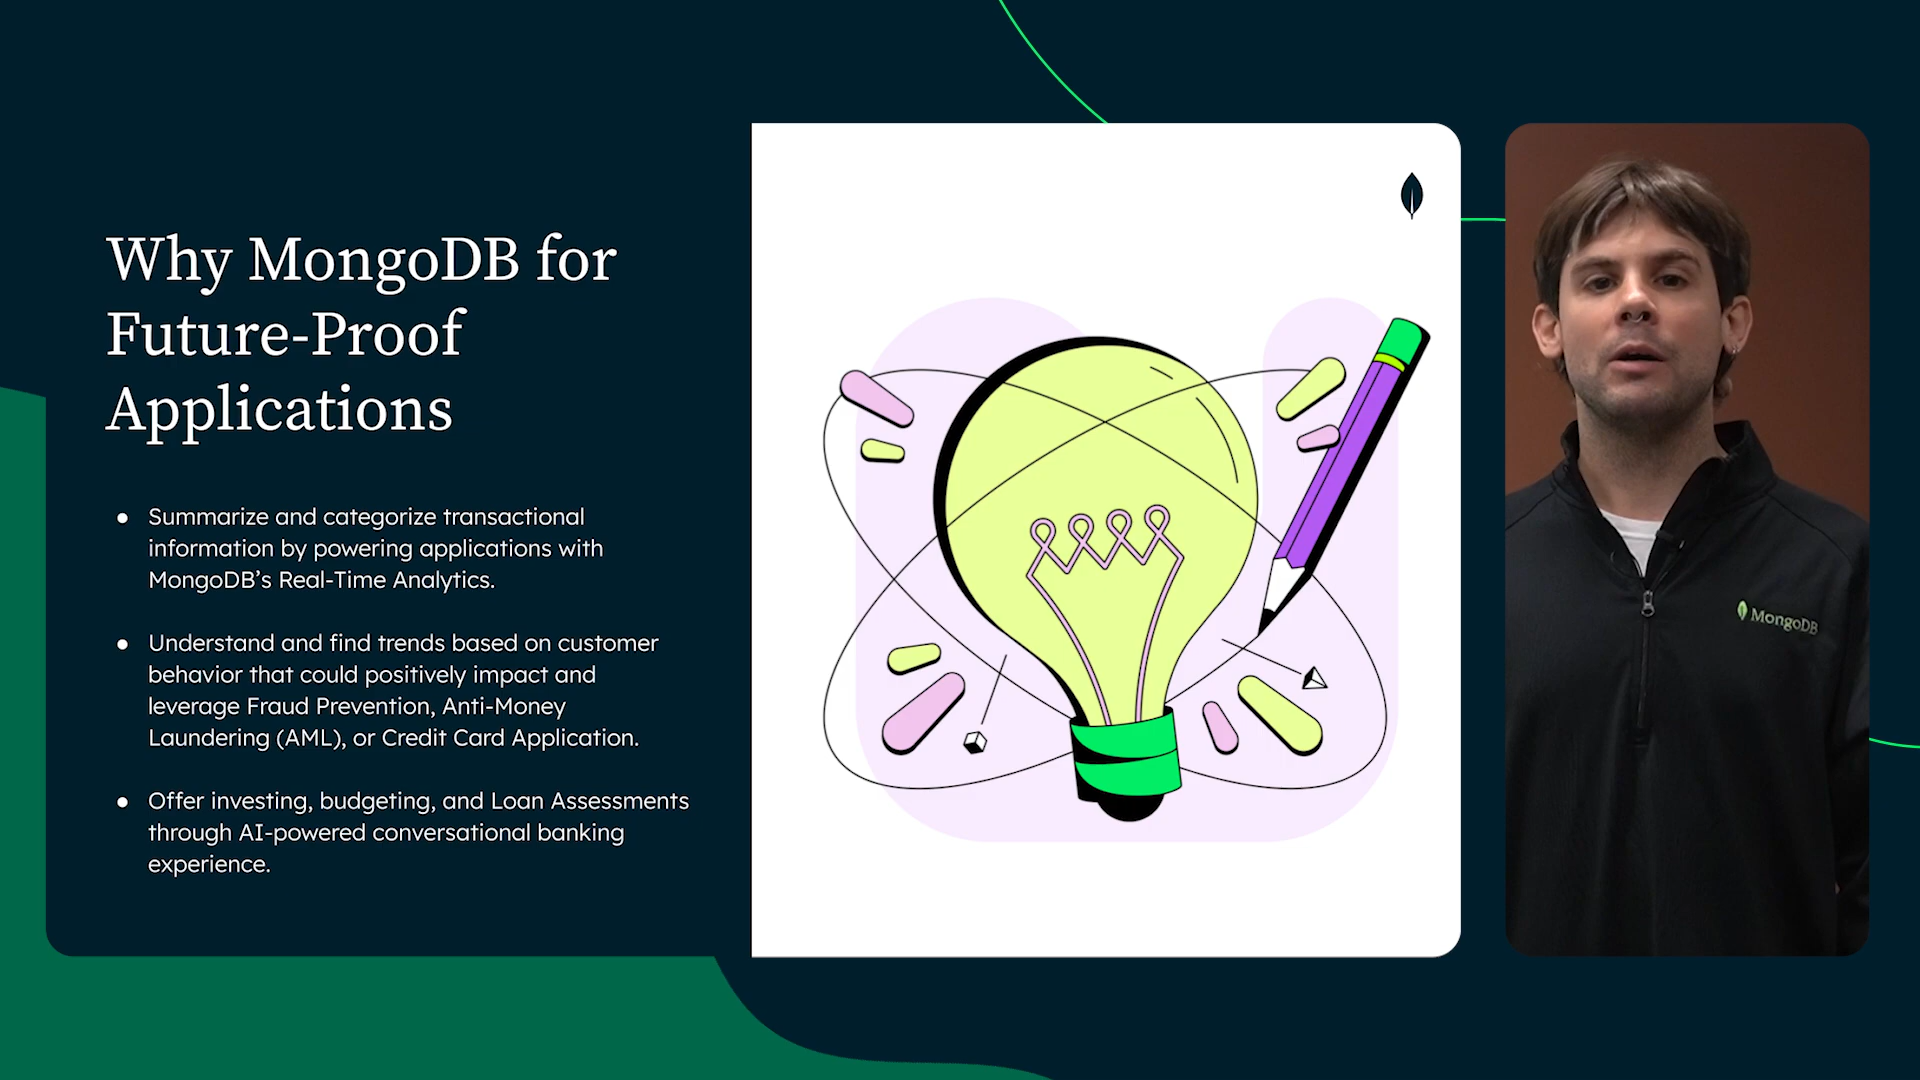 Why MongoDB for
Future-Proof
Applications
● Summarize and categorize transactional
information by powering applications with
MongoDB’s Real-Time Analytics.
● Understand and find trends based on customer
behavior that could positively impact and
leverage Fraud Prevention, Anti-Money
Laundering (AML), or Credit Card Application.
● Offer investing, budgeting, and Loan Assessments
through AI-powered conversational banking
experience.
MongoDB